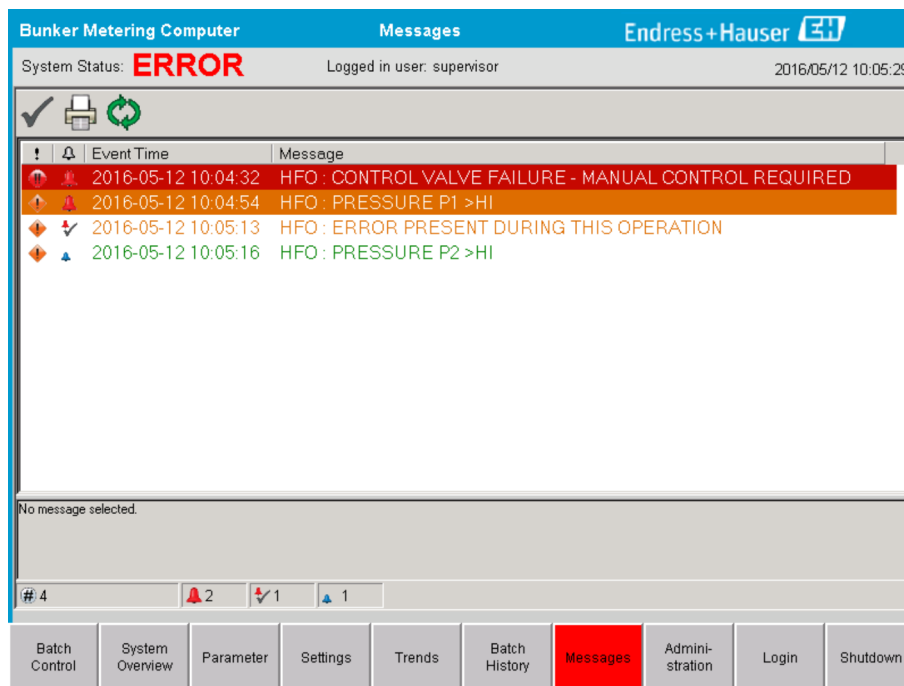 Bunker Metering Computer Messages Endress+Hauser EH
System Status: ERROR Logged in user: supervisor 2016/05/12 10:05:29
! Event Time Message
2016-05-12 10:04:32 HFO : CONTROL VALVE FAILURE - MANUAL CONTROL REQUIRED
2016-05-12 10:04:54 HFO : PRESSURE P1 >HI
2016-05-12 10:05:13 HFO : ERROR PRESENT DURING THIS OPERATION
2016-05-12 10:05:16 HFO : PRESSURE P2 >HI
No message selected.
# 4 2 1 1
Batch Control System Overview Parameter Settings Trends Batch History Messages Admini-stration Login Shutdown